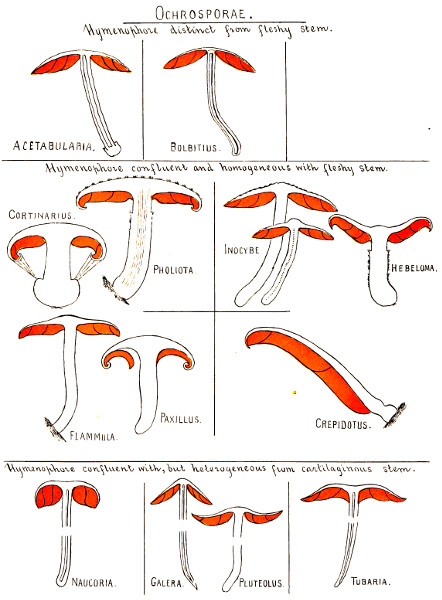 OCHROSPORAE.
Hymenophore distinct from fleshy stem.
ACETABULARIA.
BOLBITIUS.
Hymenophore confluent and homogeneous with fleshy stem.
CORTINARIUS.
PHOLIOTA.
INOCYBE
HEBELOMA.
FLAMMULA.
PAXILLUS.
CREPIDOTUS.
Hymenophore confluent with, but heterogeneous from cartilaginous stem.
NAUCORIA.
GALERA.
PLUTEOLUS.
TUBARIA.